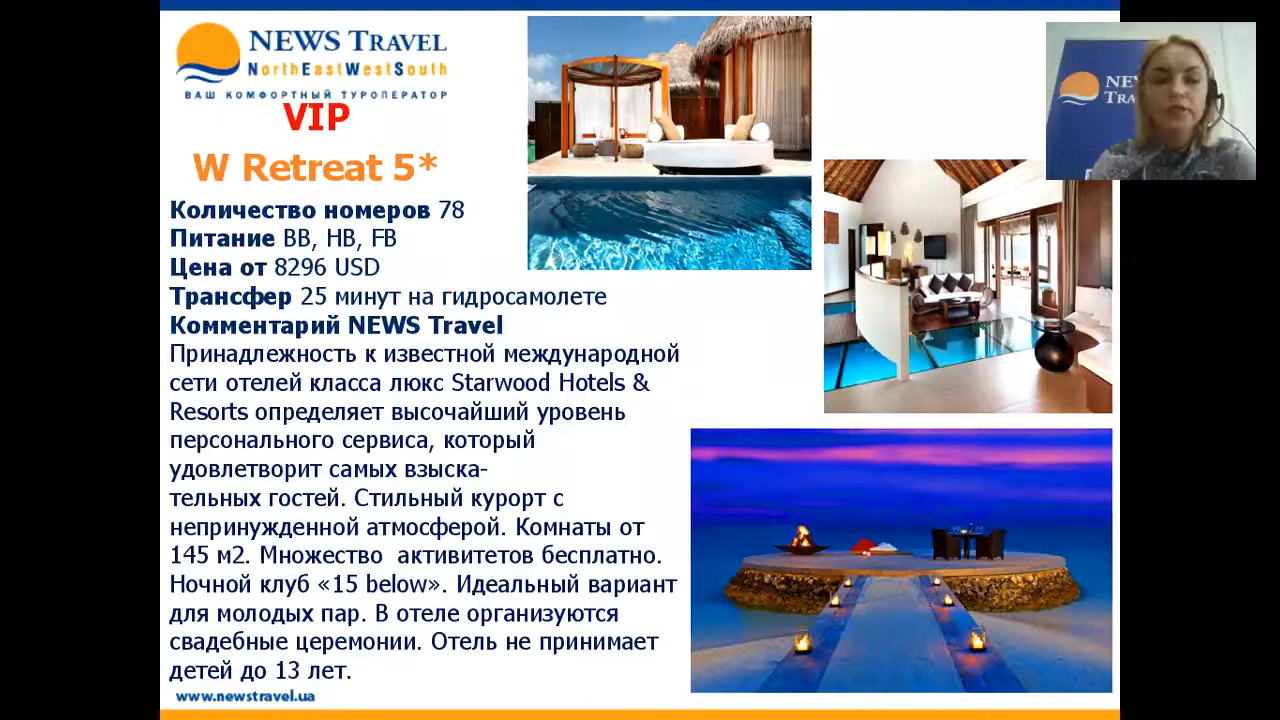 NEWS TRAVEL
NorthEastWestSouth
ВАШ КОМФОРТНЫЙ ТУРОПЕРАТОР
VIP
W Retreat 5*
Количество номеров 78
Питание BB, HB, FB
Цена от 8296 USD
Трансфер 25 минут на гидросамолете
Комментарий NEWS Travel
Принадлежность к известной международной
сети отелей класса люкс Starwood Hotels &
Resorts определяет высочайший уровень
персонального сервиса, который
удовлетворит самых взыска-
тельных гостей. Стильный курорт с
непринужденной атмосферой. Комнаты от
145 м2. Множество  активитетов бесплатно.
Ночной клуб «15 below». Идеальный вариант
для молодых пар. В отеле организуются
свадебные церемонии. Отель не принимает
детей до 13 лет.
www.newstravel.ua